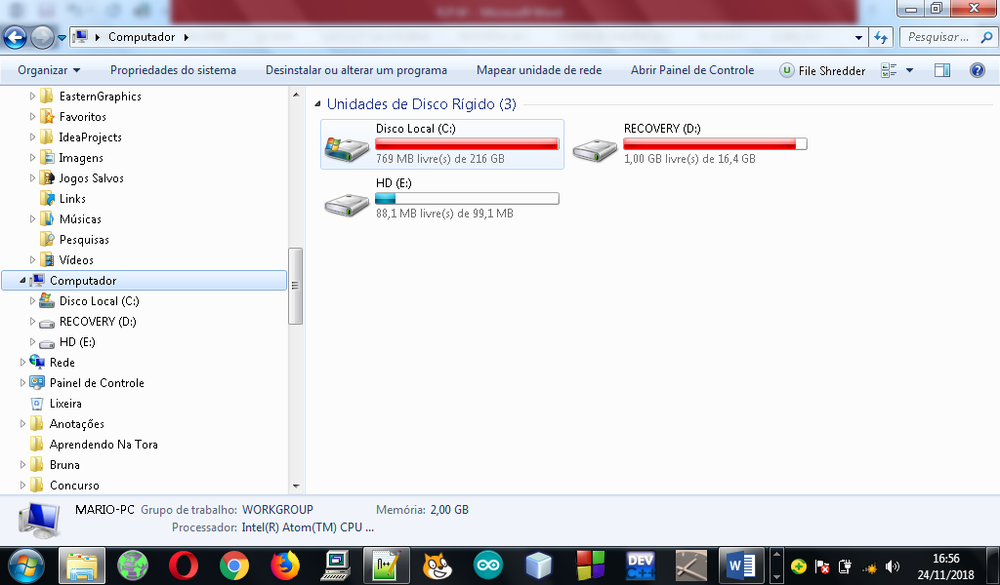 Computador
Pesquisar...
Organizar
Propriedades do sistema
Desinstalar ou alterar um programa
Mapear unidade de rede
Abrir Painel de Controle
File Shredder
EasternGraphics
Favoritos
IdeaProjects
Imagens
Jogos Salvos
Links
Músicas
Pesquisas
Vídeos
Computador
Disco Local (C:)
RECOVERY (D:)
HD (E:)
Rede
Painel de Controle
Lixeira
Anotações
Aprendendo Na Tora
Bruna
Concurso
Unidades de Disco Rígido (3)
Disco Local (C:)
769 MB livre(s) de 216 GB
RECOVERY (D:)
1,00 GB livre(s) de 16,4 GB
HD (E:)
88,1 MB livre(s) de 99,1 MB
MARIO-PC Grupo de trabalho: WORKGROUP Memória: 2,00 GB
Processador: Intel(R) Atom(TM) CPU ...
N++
DEV
C++
W
16:56
24/11/2018